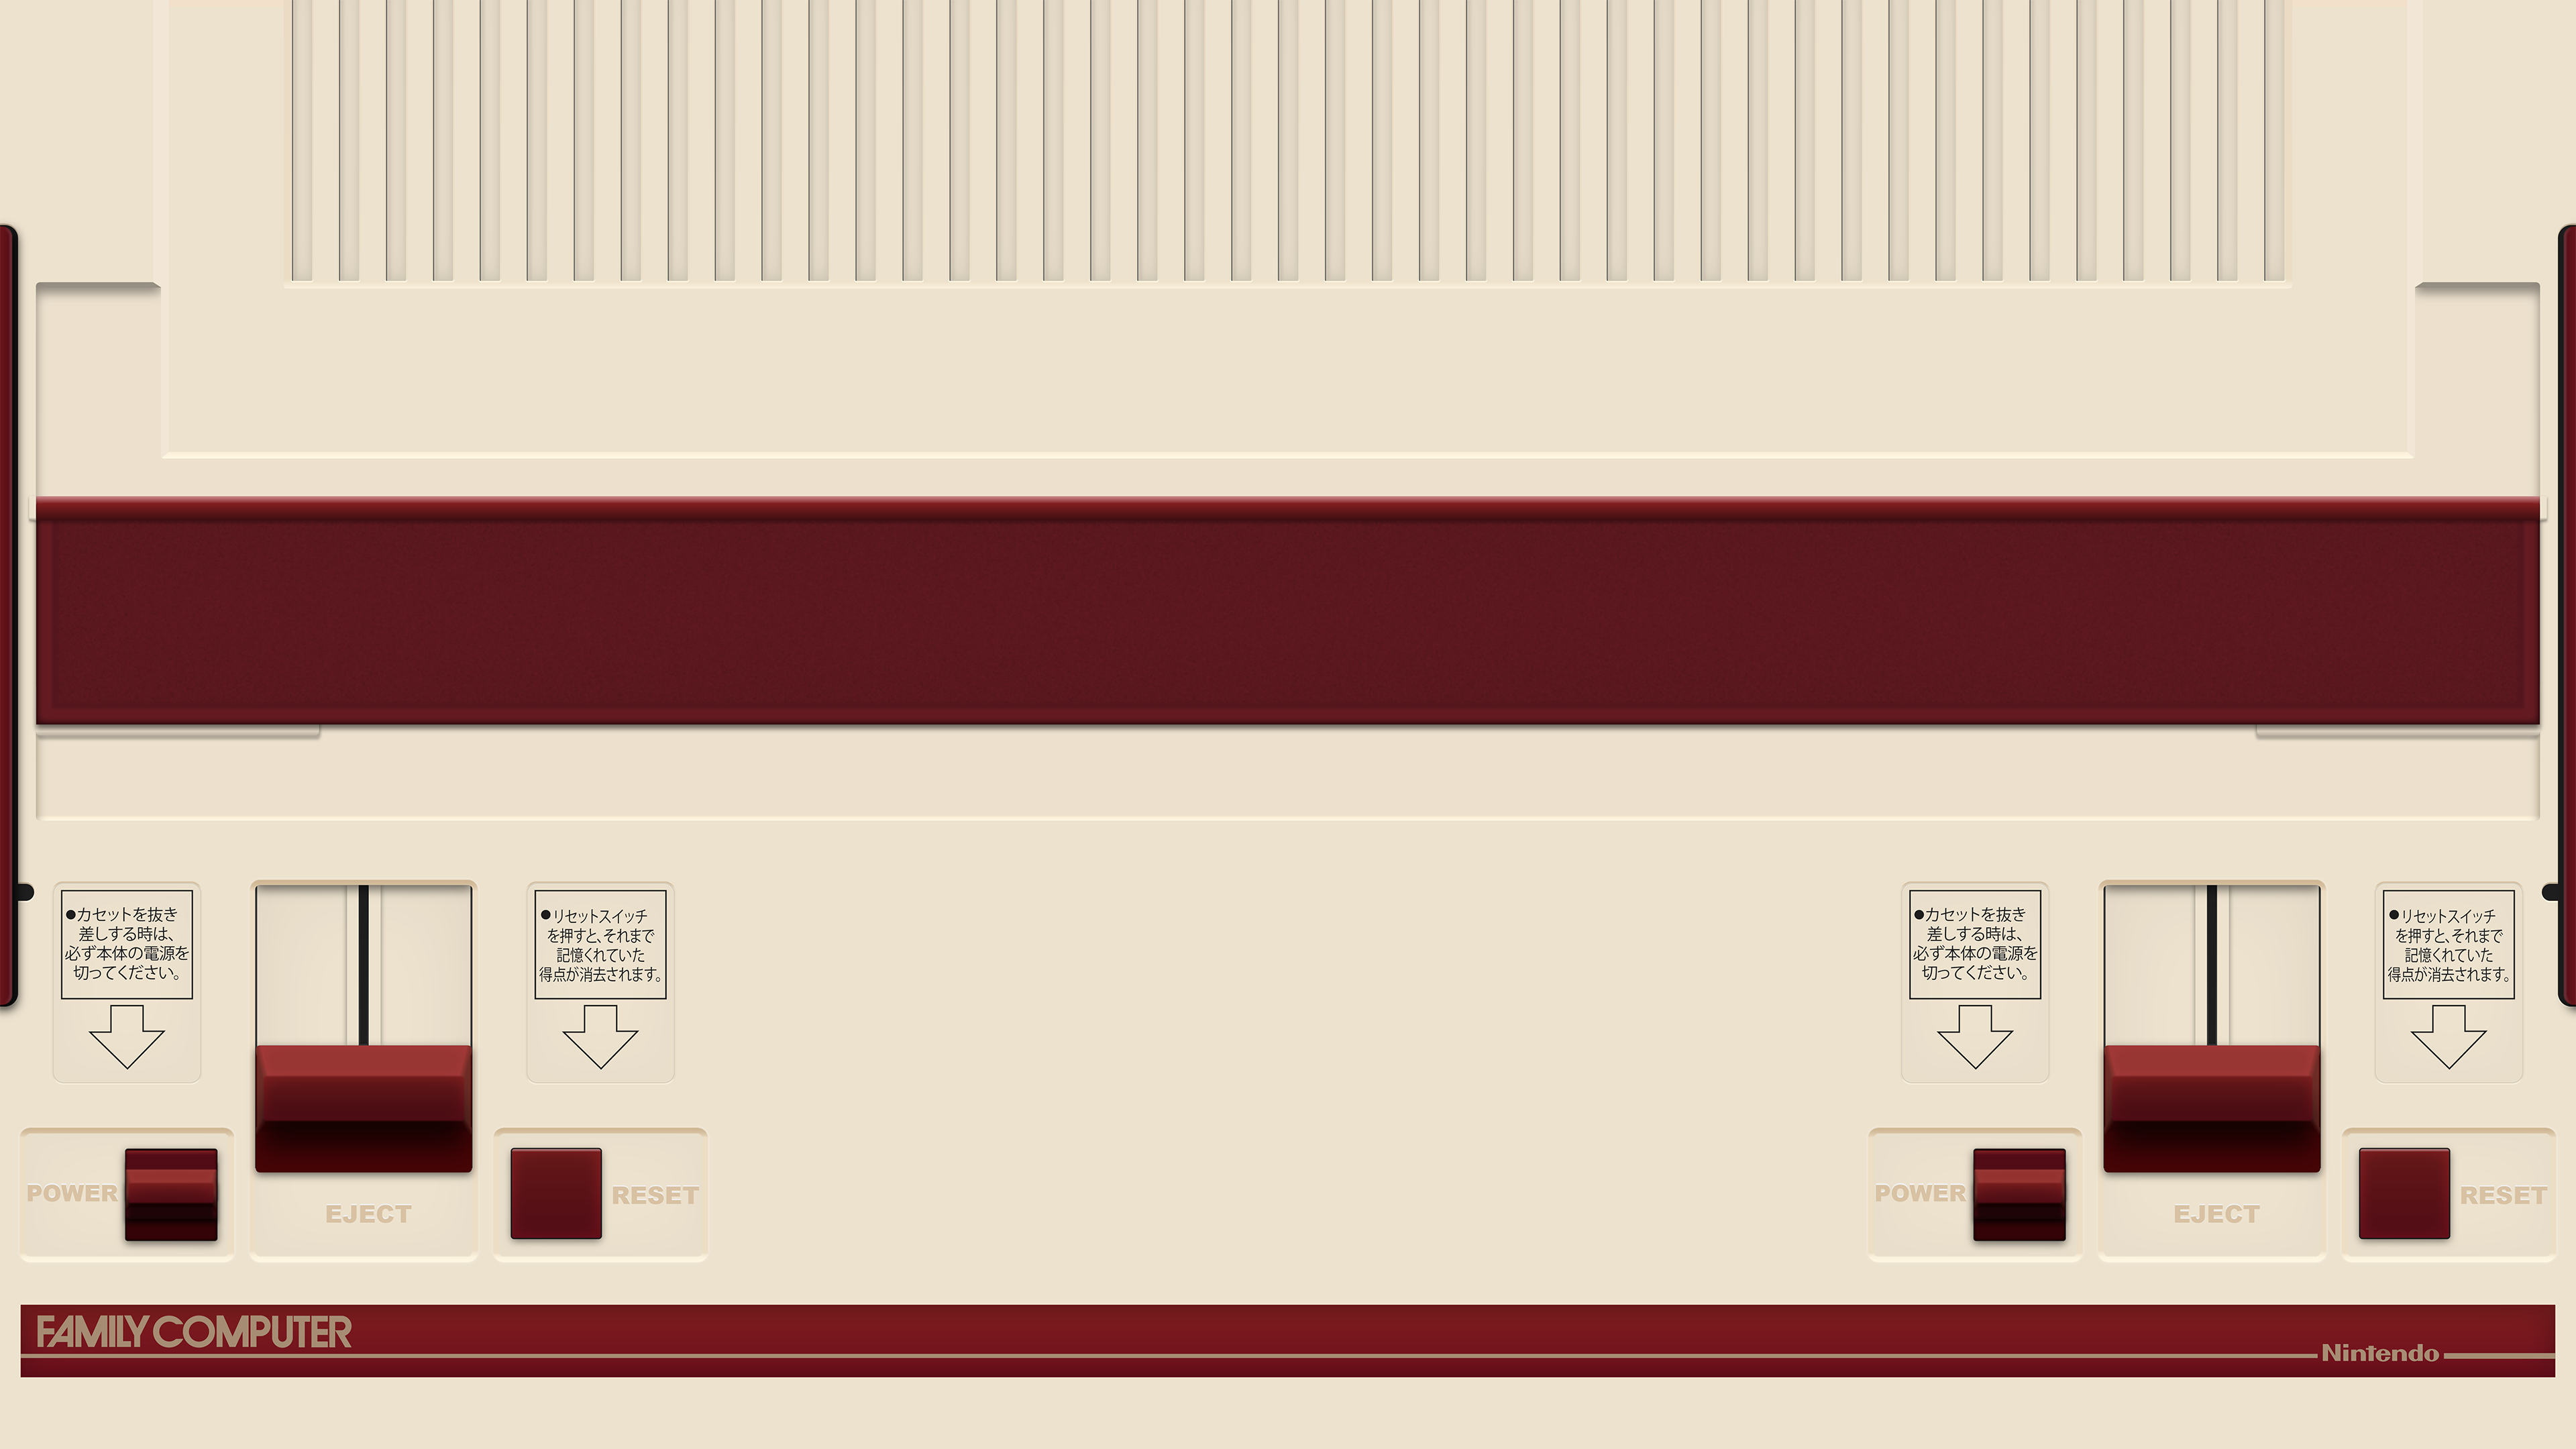 ●カセットを抜き
差しする時は、
必ず本体の電源を
切ってください。
●リセットスイッチ
を押すと、それまで
記憶くれていた
得点が消去されます。
●カセットを抜き
差しする時は、
必ず本体の電源を
切ってください。
●リセットスイッチ
を押すと、それまで
記憶くれていた
得点が消去されます。
POWER
EJECT
RESET
POWER
EJECT
RESET
FAMILY COMPUTER
Nintendo